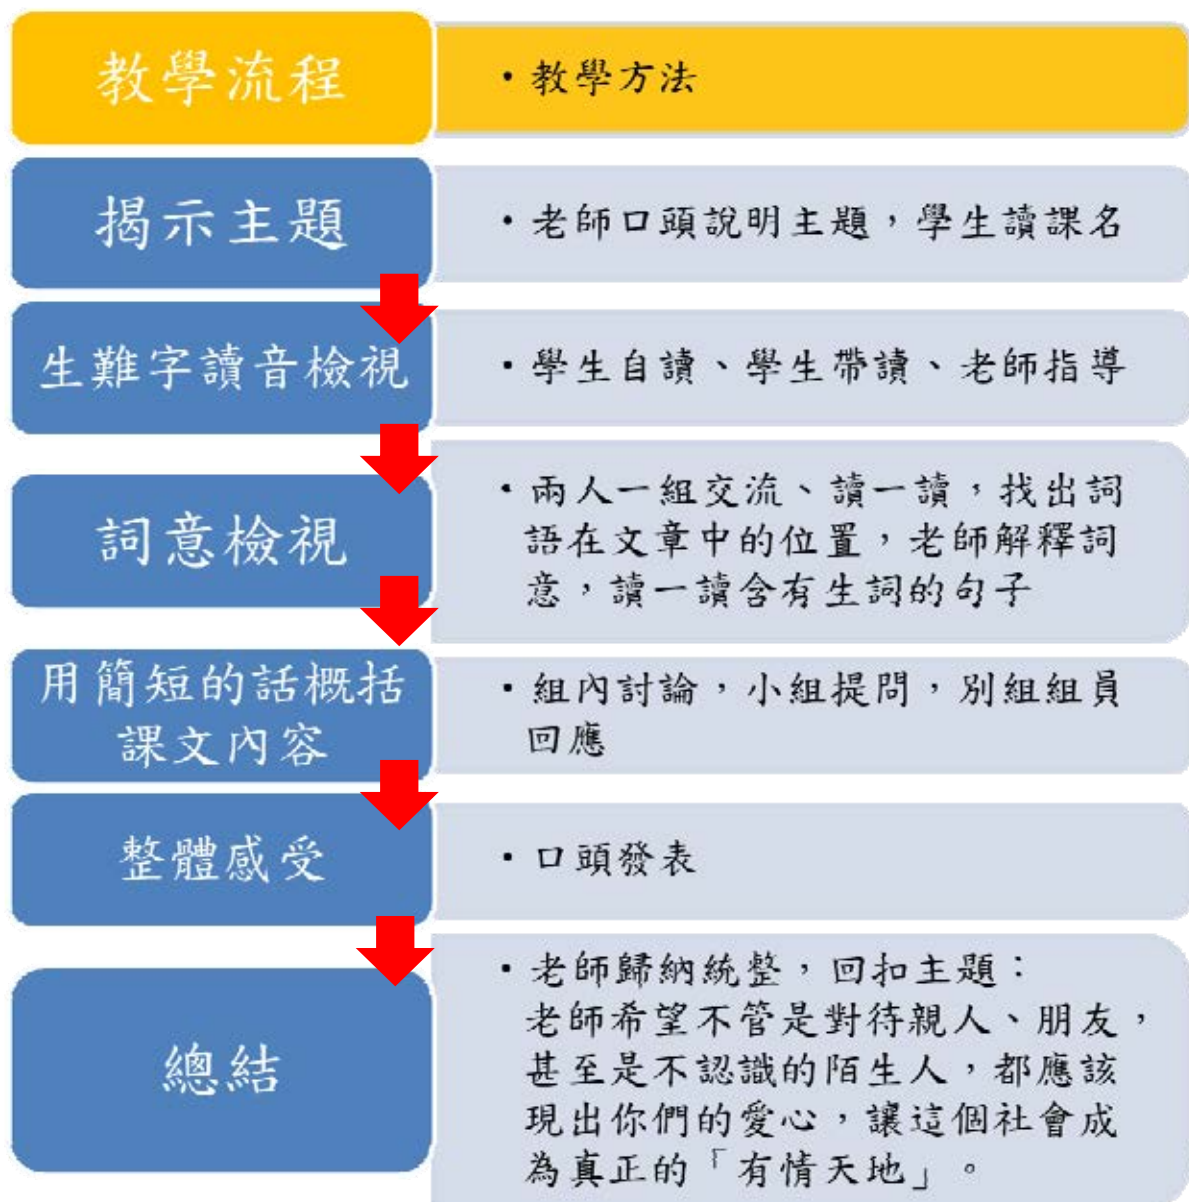 教學流程
・教學方法
揭示主題
・老師口頭說明主題，學生讀課名
生難字讀音檢視
・學生自讀、學生帶讀、老師指導
詞意檢視
・兩人一組交流、讀一讀，找出詞
語在文章中的位置，老師解釋詞
意，讀一讀含有生詞的句子
用簡短的話概括
課文內容
・組內討論，小組提問，別組組員
回應
整體感受
・口頭發表
總結
・老師歸納統整，回扣主題：
老師希望不管是對待親人、朋友，
甚至是不認識的陌生人，都應該
現出你們的愛心，讓這個社會成
為真正的「有情天地」。